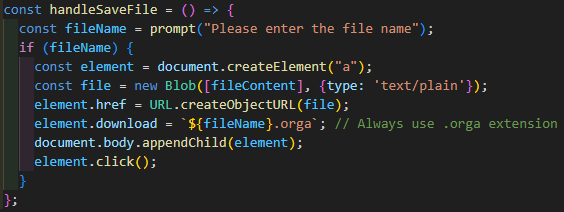 const handleSaveFile = () => {
  const fileName = prompt("Please enter the file name");
  if (fileName) {
    const element = document.createElement("a");
    const file = new Blob([fileContent], {type: 'text/plain'});
    element.href = URL.createObjectURL(file);
    element.download = `${fileName}.orga`; // Always use .orga extension
    document.body.appendChild(element);
    element.click();
  }
};